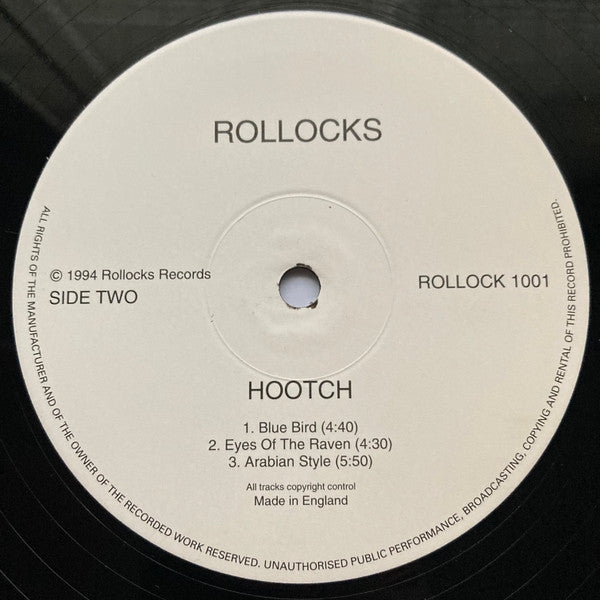 ROLLOCKS
© 1994 Rollocks Records
SIDE TWO
ROLLOCK 1001
HOOTCH
1. Blue Bird (4:40)
2. Eyes Of The Raven (4:30)
3. Arabian Style (5:50)
All tracks copyright control
Made in England
ALL RIGHTS OF THE MANUFACTURER AND OF THE OWNER OF THE RECORDED WORK RESERVED. UNAUTHORISED PUBLIC PERFORMANCE, BROADCASTING, COPYING AND RENTAL OF THIS RECORD PROHIBITED.